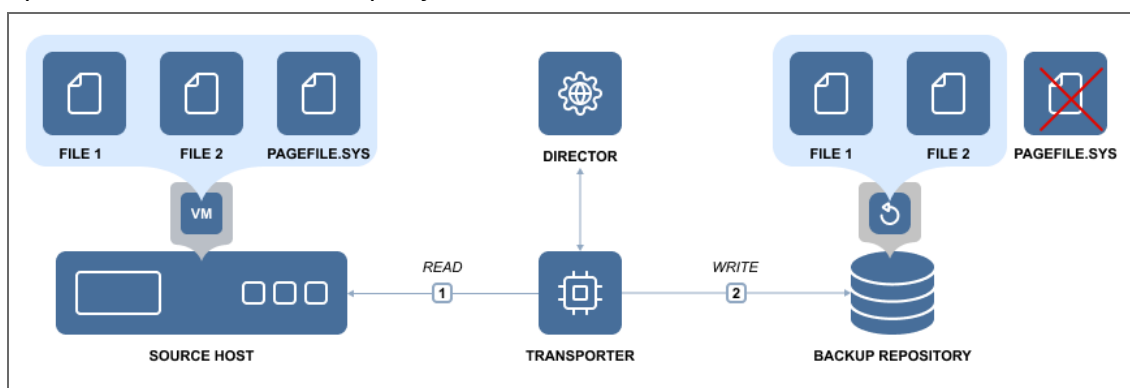 FILE 1
FILE 2
PAGEFILE.SYS
DIRECTOR
FILE 1
FILE 2
PAGEFILE.SYS
VM
READ
1
WRITE
2
SOURCE HOST
TRANSPORTER
BACKUP REPOSITORY